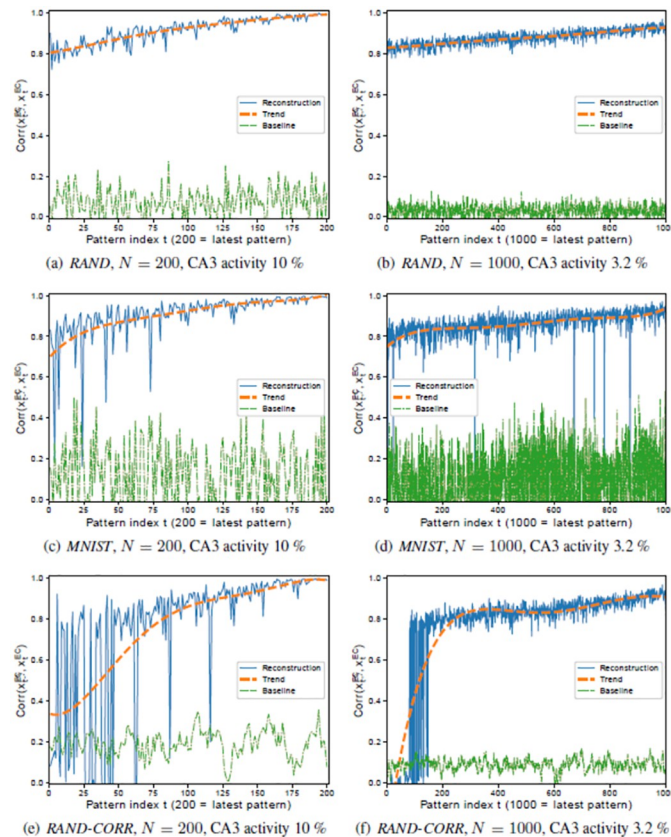 1.0
0.8
0.6
0.4
0.2
0.0
Reconstruction
Trend
Baseline
0 25 50 75 100 125 150 175 200
Pattern index t (200 = latest pattern)
(a) RAND, N = 200, CA3 activity 10 %
1.0
0.8
0.6
0.4
0.2
0.0
Reconstruction
Trend
Baseline
0 200 400 600 800 1000
Pattern index t (1000 = latest pattern)
(b) RAND, N = 1000, CA3 activity 3.2 %
1.0
0.8
0.6
0.4
0.2
0.0
Reconstruction
Trend
Baseline
0 25 50 75 100 125 150 175 200
Pattern index t (200 = latest pattern)
(c) MNIST, N = 200, CA3 activity 10 %
1.0
0.8
0.6
0.4
0.2
0.0
Reconstruction
Trend
Baseline
0 200 400 600 800 1000
Pattern index t (1000 = latest pattern)
(d) MNIST, N = 1000, CA3 activity 3.2 %
1.0
0.8
0.6
0.4
0.2
0.0
Reconstruction
Trend
Baseline
0 25 50 75 100 125 150 175 200
Pattern index t (200 = latest pattern)
(e) RAND-CORR, N = 200, CA3 activity 10 %
1.0
0.8
0.6
0.4
0.2
0.0
Reconstruction
Trend
Baseline
0 200 400 600 800 1000
Pattern index t (1000 = latest pattern)
(f) RAND-CORR, N = 1000, CA3 activity 3.2 %